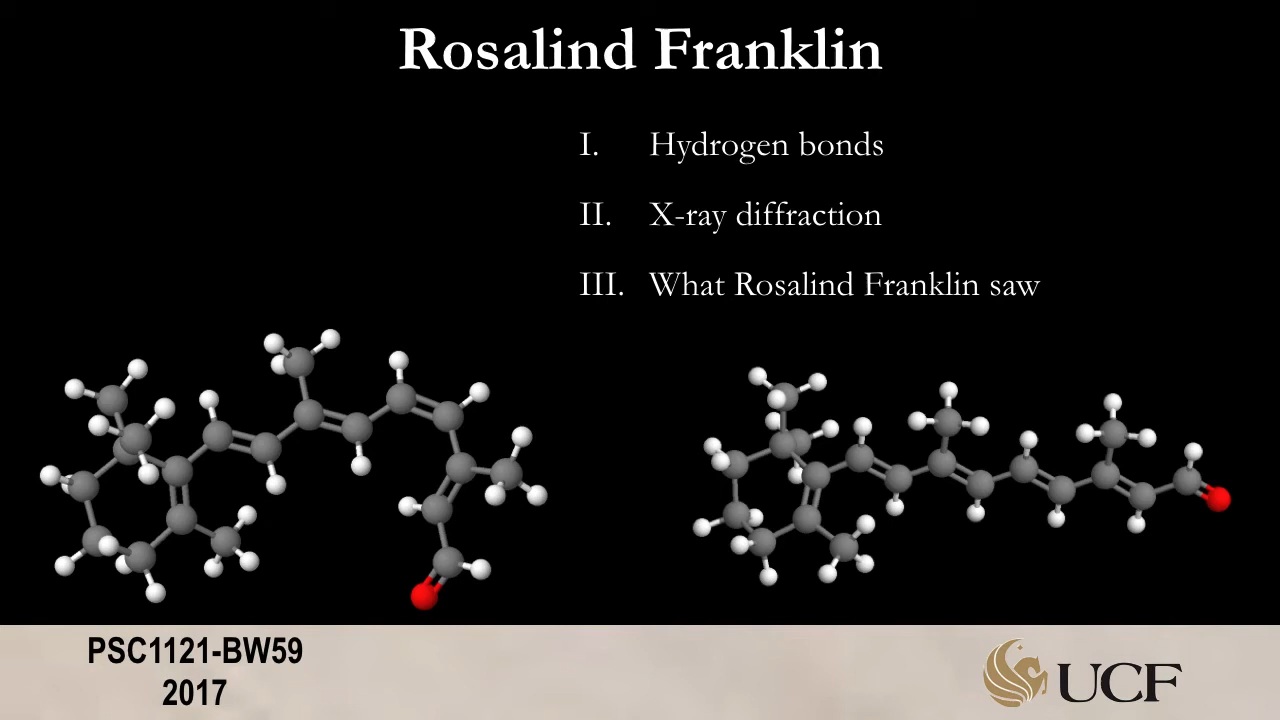 Rosalind Franklin
I. Hydrogen bonds
II. X-ray diffraction
III. What Rosalind Franklin saw
PSC1121-BW59
2017
UCF